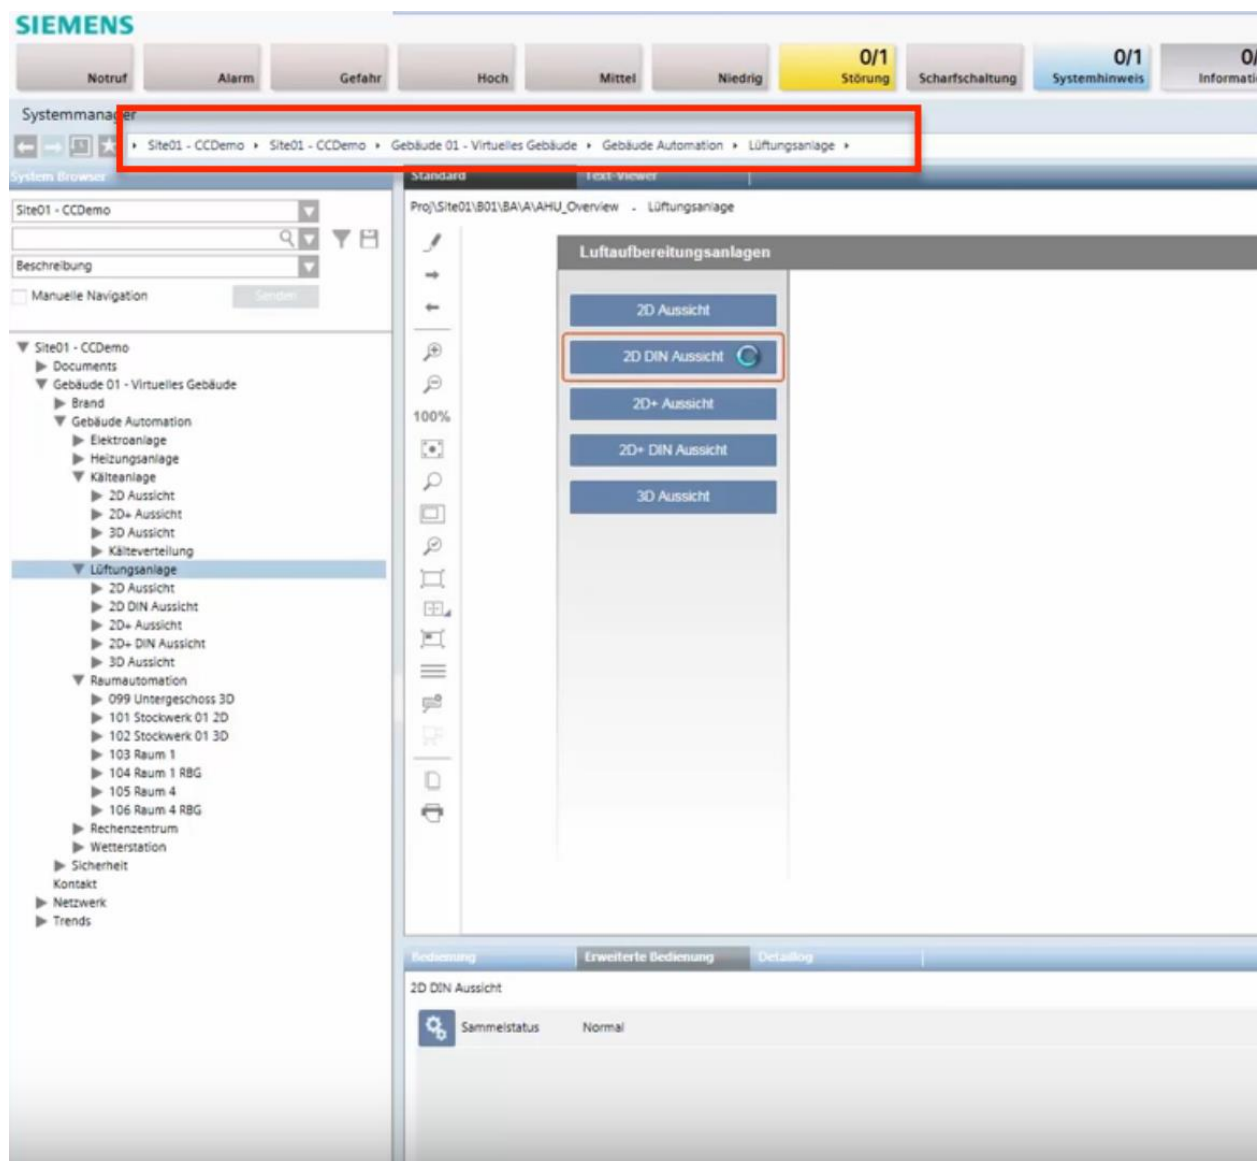 SIEMENS
0/1 0/1 0/
Notruf Alarm Gefahr Hoch Mittel Niedrig Störung Scharfschaltung Systemhinweis Informati
Systemmanager
Site01 - CCDemo Site01 - CCDemo Gebäude 01 - Virtuelles Gebäude Gebäude Automation Lüftungsanlage
System Browser
Site01 - CCDemo
Beschreibung
Manuelle Navigation Senden
Site01 - CCDemo
Documents
Gebäude 01 - Virtuelles Gebäude
Brand
Gebäude Automation
Elektroanlage
Heizungsanlage
Kälteanlage
2D Aussicht
2D+ Aussicht
3D Aussicht
Kälteverteilung
Lüftungsanlage
2D Aussicht
2D DIN Aussicht
2D+ Aussicht
2D+ DIN Aussicht
3D Aussicht
Raumautomation
099 Untergeschoss 3D
101 Stockwerk 01 2D
102 Stockwerk 01 3D
103 Raum 1
104 Raum 1 RBG
105 Raum 4
106 Raum 4 RBG
Rechenzentrum
Wetterstation
Sicherheit
Kontakt
Netzwerk
Trends
Standard Text-Viewer
Proj\Site01\B01\BA\A\AHU_Overview - Lüftungsanlage
100%
Luftaufbereitungsanlagen
2D Aussicht
2D DIN Aussicht
2D+ Aussicht
2D+ DIN Aussicht
3D Aussicht
Bedienung Erweiterte Bedienung Detaillog
2D DIN Aussicht
Sammelstatus Normal